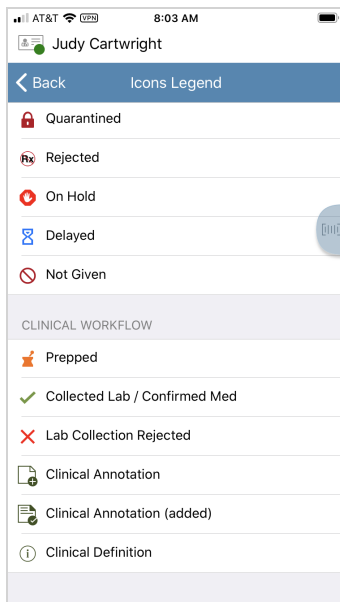 AT&T VPN 8:03 AM
Judy Cartwright
Back Icons Legend
Quarantined
Rx Rejected
On Hold
Delayed
Not Given
CLINICAL WORKFLOW
Prepped
Collected Lab / Confirmed Med
Lab Collection Rejected
Clinical Annotation
Clinical Annotation (added)
Clinical Definition